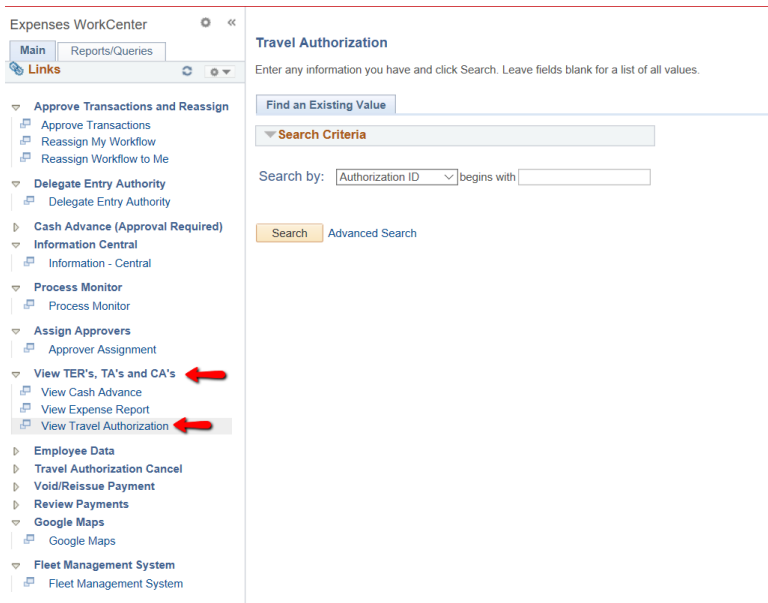 Expenses WorkCenter
Main
Reports/Queries
Links
Approve Transactions and Reassign
Approve Transactions
Reassign My Workflow
Reassign Workflow to Me
Delegate Entry Authority
Delegate Entry Authority
Cash Advance (Approval Required)
Information Central
Information - Central
Process Monitor
Process Monitor
Assign Approvers
Approver Assignment
View TER's, TA's and CA's
View Cash Advance
View Expense Report
View Travel Authorization
Employee Data
Travel Authorization Cancel
Void/Reissue Payment
Review Payments
Google Maps
Google Maps
Fleet Management System
Fleet Management System
Travel Authorization
Enter any information you have and click Search. Leave fields blank for a list of all values.
Find an Existing Value
Search Criteria
Search by: Authorization ID begins with
Search Advanced Search